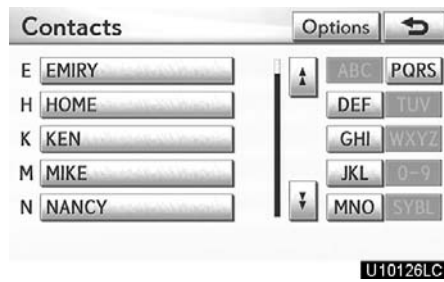 Contacts Options
E EMIRY ABC PQRS
H HOME DEF TUV
K KEN GHI WXYZ
M MIKE JKL 0-9
N NANCY MNO SYBL
U10126LC